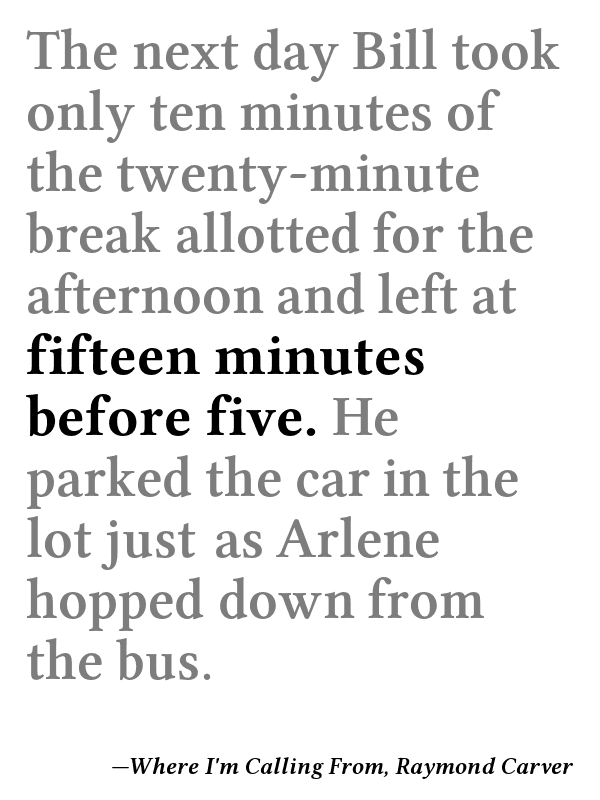 The next day Bill took
only ten minutes of
the twenty-minute
break allotted for the
afternoon and left at
fifteen minutes
before five. He
parked the car in the
lot just as Arlene
hopped down from
the bus.
—Where I'm Calling From, Raymond Carver